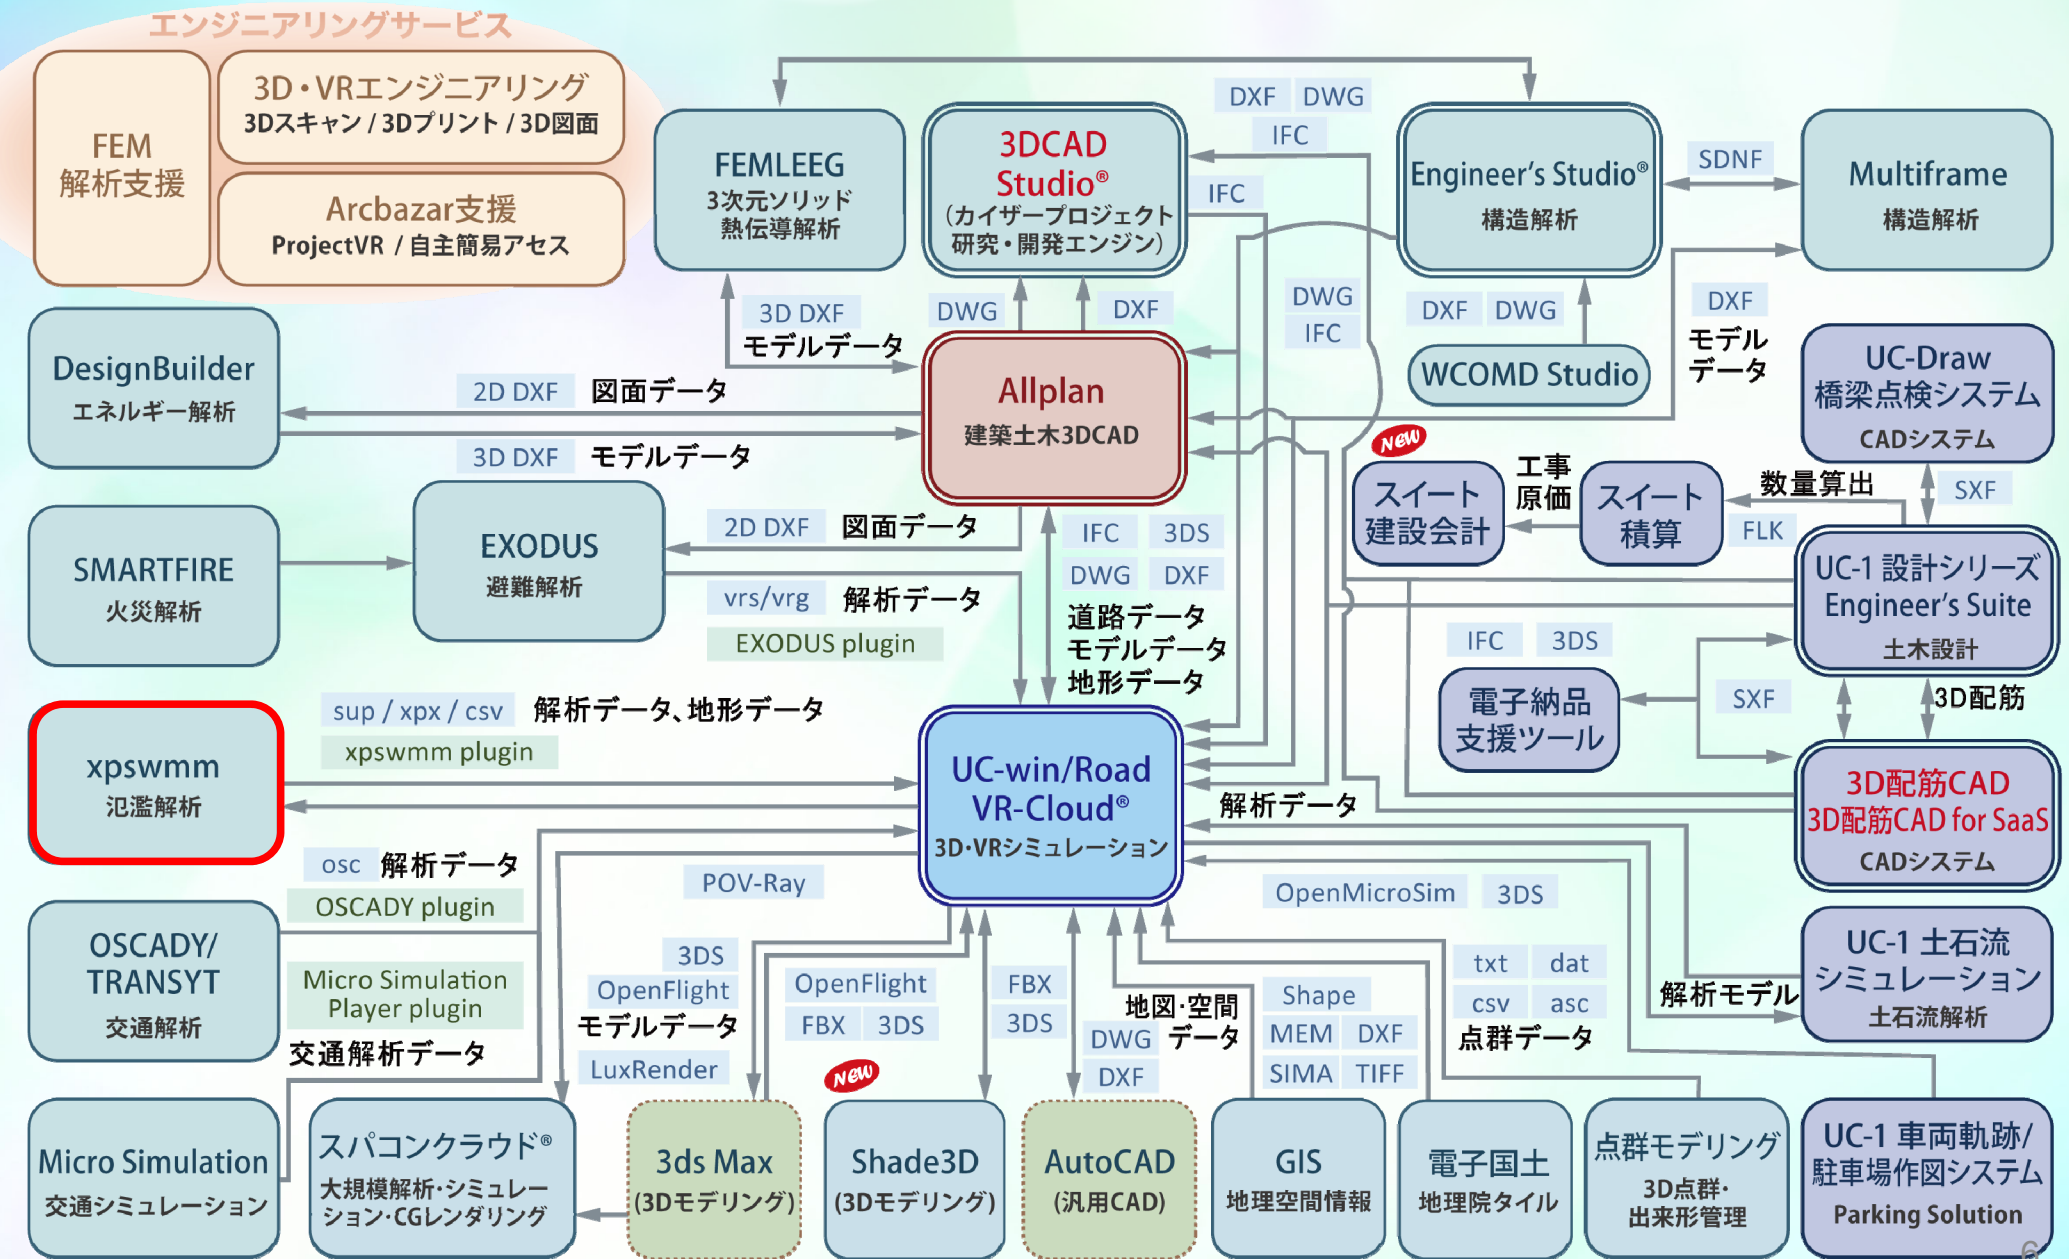 エンジニアリングサービス
FEM
解析支援
3D・VRエンジニアリング
3Dスキャン / 3Dプリント / 3D図面
Arcbazar支援
ProjectVR / 自主簡易アセス
FEMLEEG
3次元ソリッド
熱伝導解析
3DCAD
Studio®
（カイザープロジェクト
研究・開発エンジン）
DXF DWG
IFC
IFC
Engineer's Studio®
構造解析
SDNF
Multiframe
構造解析
3D DXF
モデルデータ
DWG
DXF
DWG
IFC
DXF DWG
WCOMD Studio
DXF
モデル
データ
DesignBuilder
エネルギー解析
2D DXF 図面データ
3D DXF モデルデータ
Allplan
建築土木3DCAD
UC-Draw
橋梁点検システム
CADシステム
NEW
スイート
建設会計
工事
原価
スイート
積算
数量算出
FLK
SXF
SMARTFIRE
火災解析
EXODUS
避難解析
2D DXF 図面データ
vrs/vrg 解析データ
EXODUS plugin
IFC 3DS
DWG DXF
道路データ
モデルデータ
地形データ
UC-1 設計シリーズ
Engineer's Suite
土木設計
IFC 3DS
電子納品
支援ツール
SXF
3D配筋
xpswmm
氾濫解析
sup / xpx / csv 解析データ、地形データ
xpswmm plugin
UC-win/Road
VR-Cloud®
3D・VRシミュレーション
解析データ
3D配筋CAD
3D配筋CAD for SaaS
CADシステム
osc 解析データ
OSCADY plugin
POV-Ray
OpenMicroSim 3DS
OSCADY/
TRANSYT
交通解析
Micro Simulation
Player plugin
交通解析データ
3DS
OpenFlight
モデルデータ
LuxRender
OpenFlight
FBX 3DS
NEW
FBX
3DS
地図・空間
データ
DWG
DXF
Shape
MEM DXF
SIMA TIFF
txt dat
csv asc
点群データ
解析モデル
UC-1 土石流
シミュレーション
土石流解析
Micro Simulation
交通シミュレーション
スパコンクラウド®
大規模解析・シミュレー
ション・CGレンダリング
3ds Max
(3Dモデリング)
Shade3D
(3Dモデリング)
AutoCAD
(汎用CAD)
GIS
地理空間情報
電子国土
地理院タイル
点群モデリング
3D点群・
出来形管理
UC-1 車両軌跡/
駐車場作図システム
Parking Solution
6